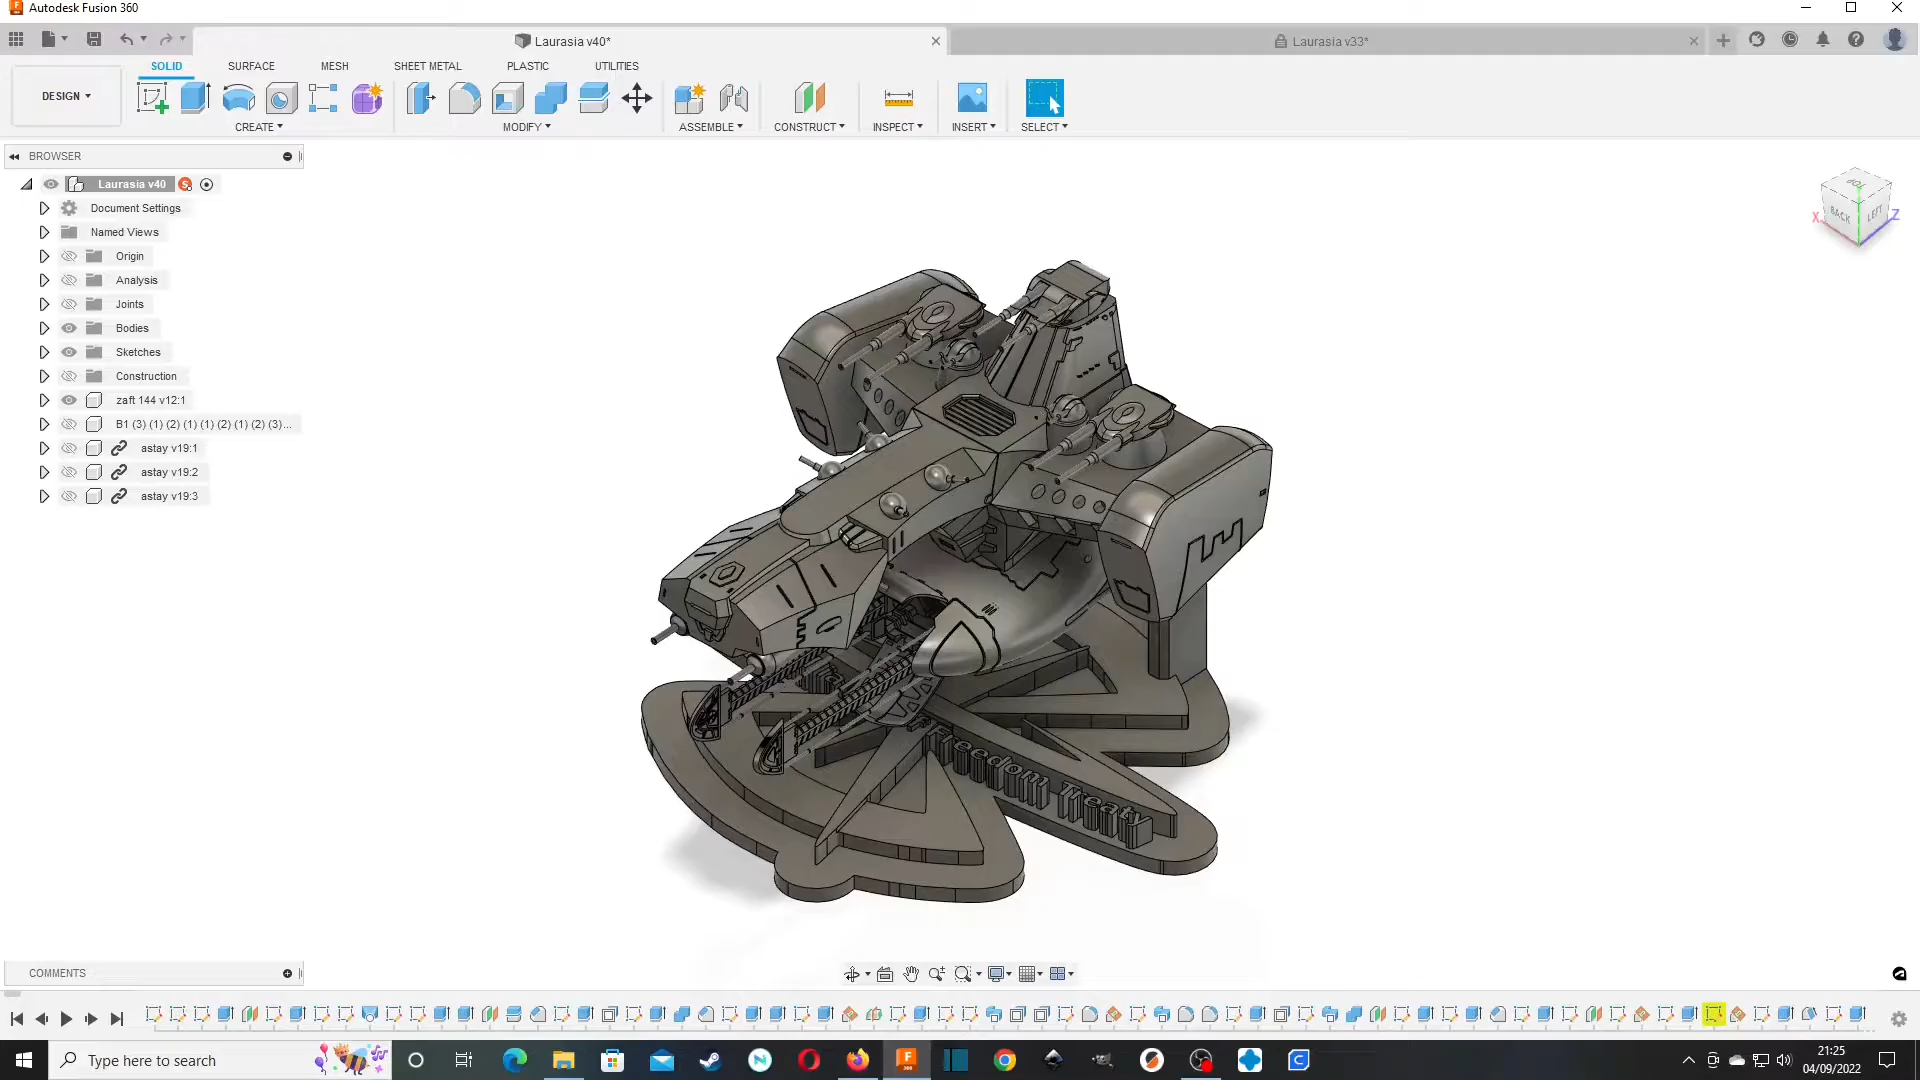 Autodesk Fusion 360
Laurasia v40*
Laurasia v33*
DESIGN
SOLID
SURFACE
MESH
SHEET METAL
PLASTIC
UTILITIES
CREATE
MODIFY
ASSEMBLE
CONSTRUCT
INSPECT
INSERT
SELECT
BROWSER
Laurasia v40
Document Settings
Named Views
Origin
Analysis
Joints
Bodies
Sketches
Construction
zaft 144 v12:1
B1 (3) (1) (2) (1) (1) (2) (1) (2) (3)...
astay v19:1
astay v19:2
astay v19:3
TOP
BACK
LEFT
X
Z
Freedom Treaty
COMMENTS
Type here to search
21:25
04/09/2022